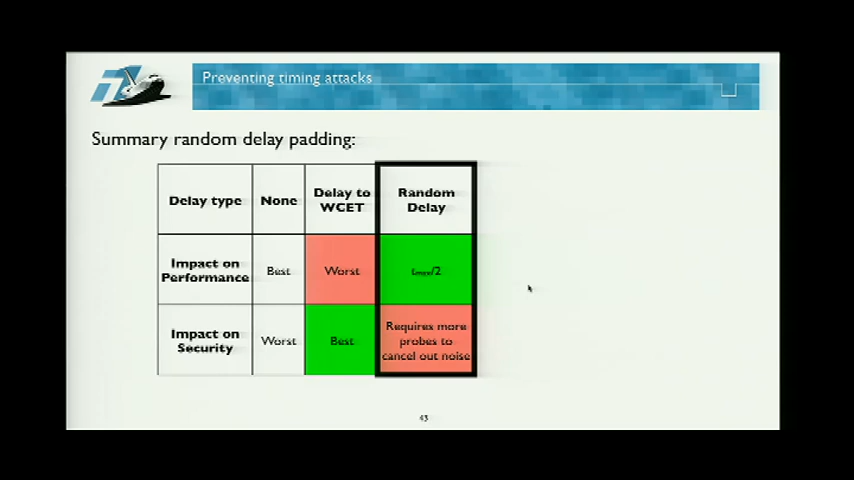 Preventing timing attacks
Summary random delay padding:
Delay type
None
Delay to
WCET
Random
Delay
Impact on
Performance
Best
Worst
/2
Impact on
Security
Worst
Best
Requires more
probes to
cancel out noise
43